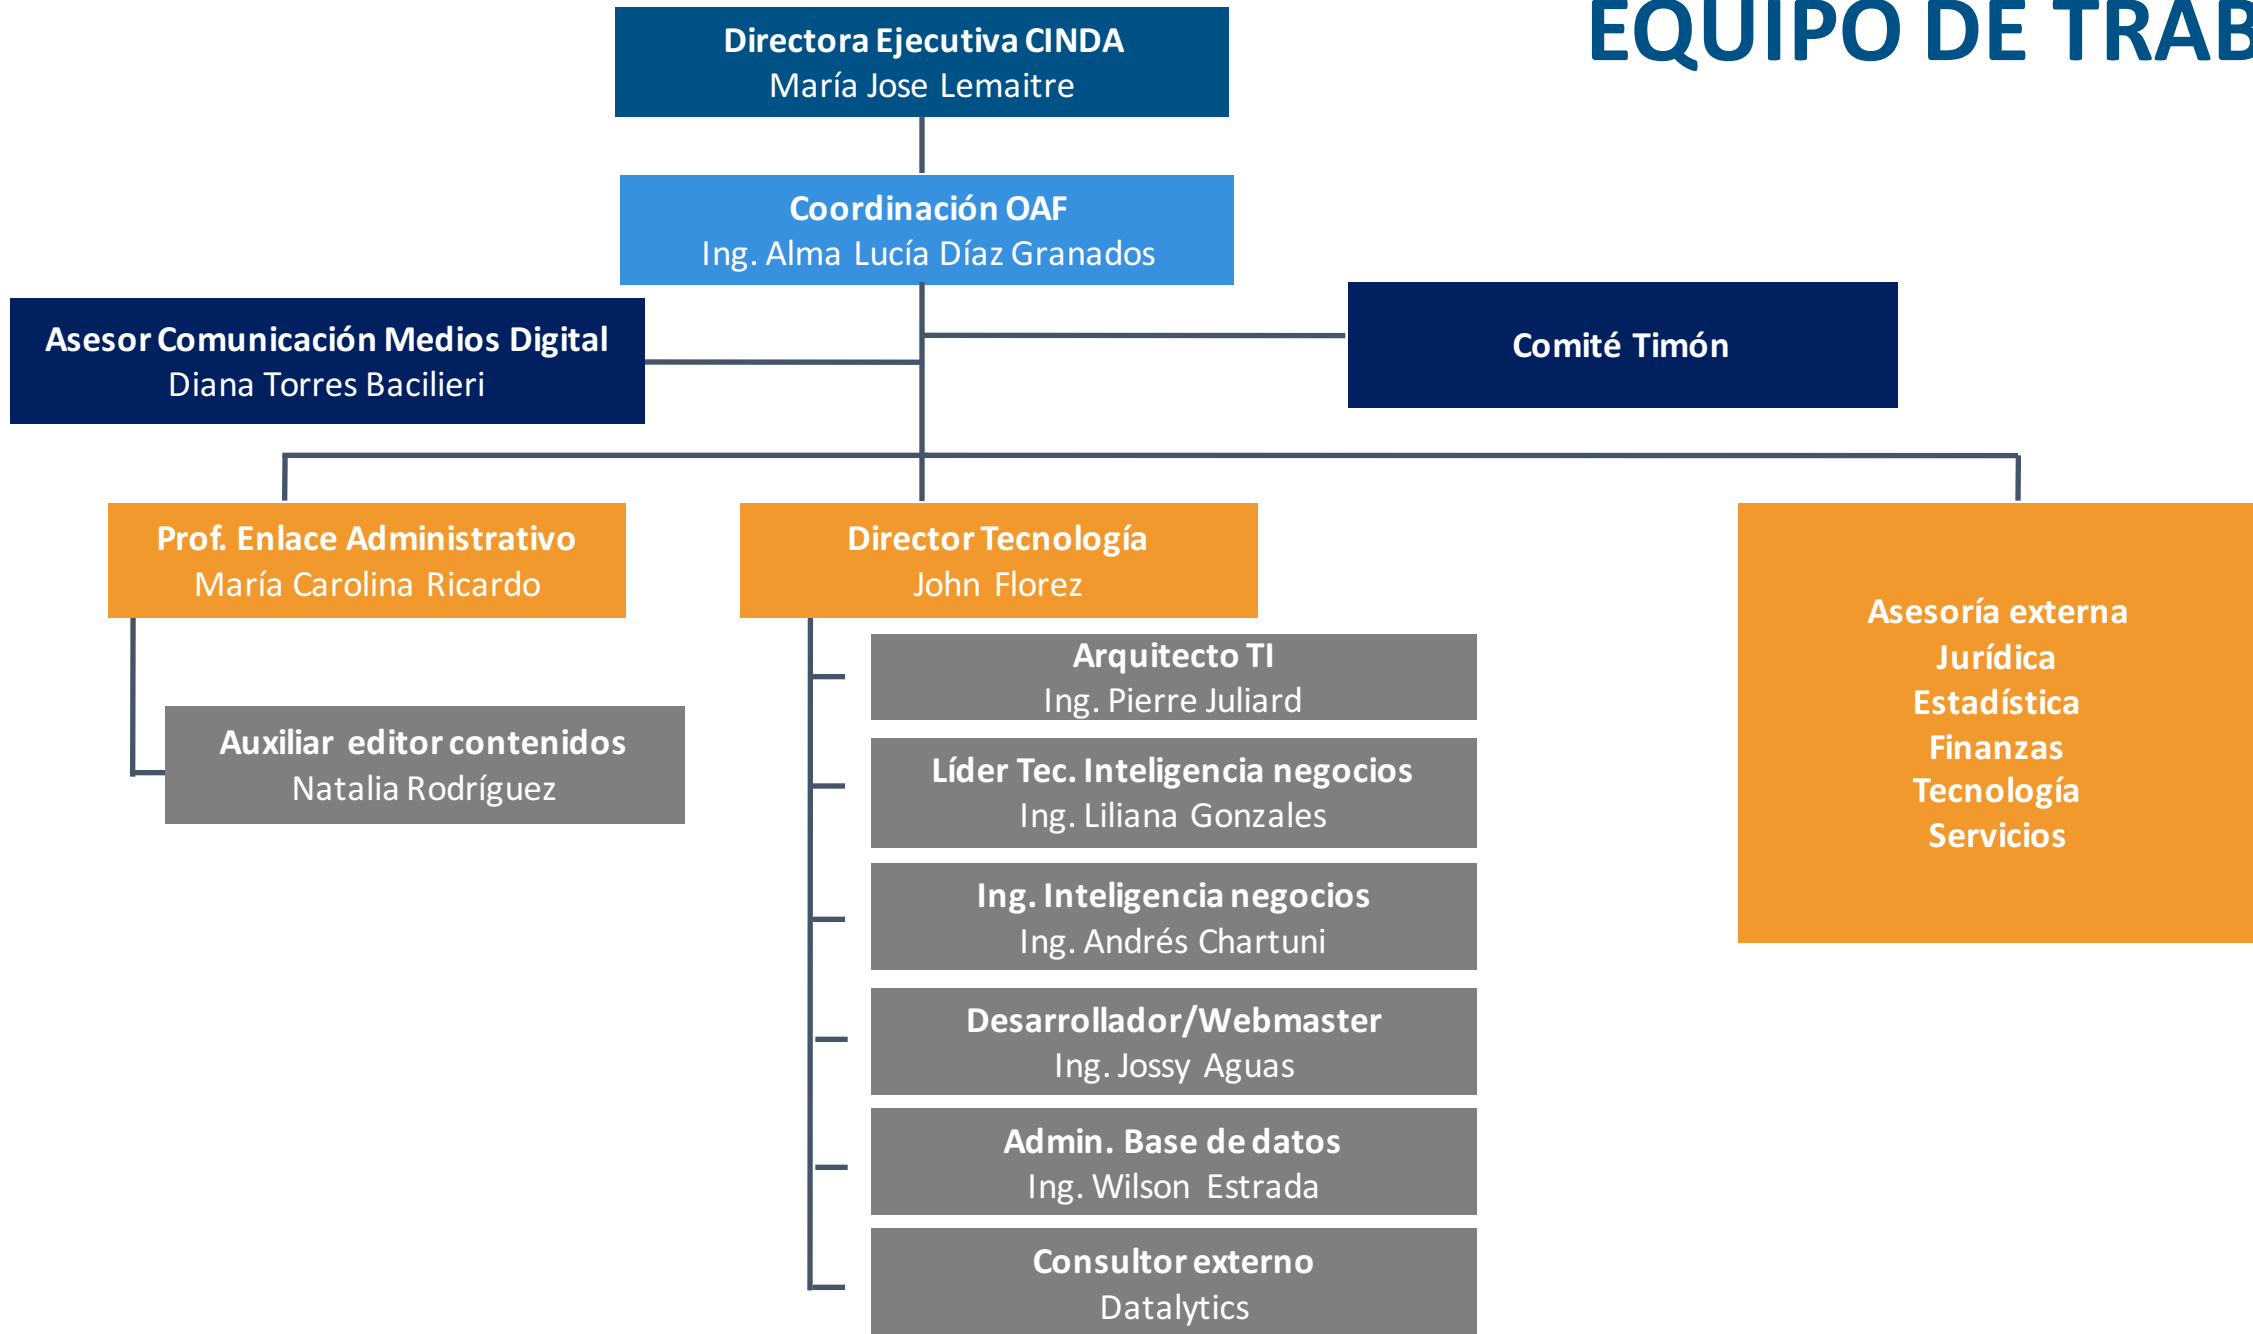 EQUIPO DE TRAB
Directora Ejecutiva CINDA
María Jose Lemaitre
Coordinación OAF
Ing. Alma Lucía Díaz Granados
Asesor Comunicación Medios Digital
Diana Torres Bacilieri
Comité Timón
Prof. Enlace Administrativo
María Carolina Ricardo
Auxiliar editor contenidos
Natalia Rodríguez
Director Tecnología
John Florez
Arquitecto TI
Ing. Pierre Juliard
Líder Tec. Inteligencia negocios
Ing. Liliana Gonzales
Ing. Inteligencia negocios
Ing. Andrés Chartuni
Desarrollador/Webmaster
Ing. Jossy Aguas
Admin. Base de datos
Ing. Wilson Estrada
Consultor externo
Datalytics
Asesoría externa
Jurídica
Estadística
Finanzas
Tecnología
Servicios